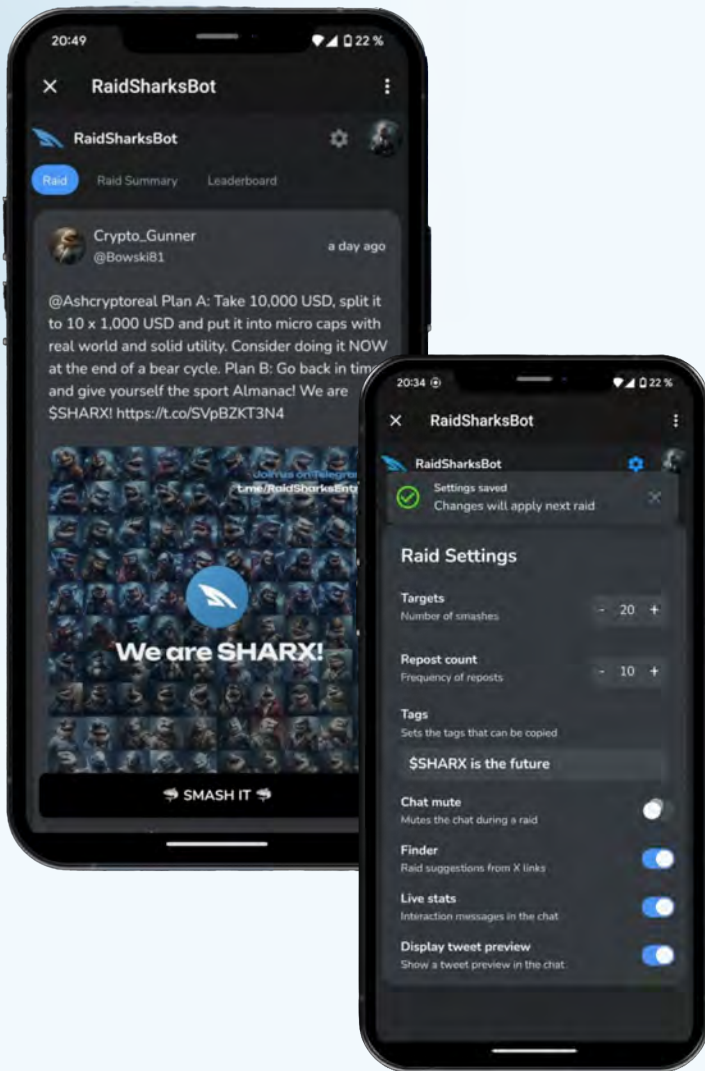 20:49
22 %
RaidSharksBot
RaidSharksBot
Raid Raid Summary Leaderboard
Crypto_Gunner
@Bowski81
a day ago
@Ashcryptoreal Plan A: Take 10,000 USD, split it
to 10 x 1,000 USD and put it into micro caps with
real world and solid utility. Consider doing it NOW
at the end of a bear cycle. Plan B: Go back in time
and give yourself the sport Almanac! We are
$SHARX! https://t.co/SVpBZKT3N4
Join us on Telegram
t.me/RaidSharksEntr
We are SHARX!
SMASH IT
20:34
22 %
RaidSharksBot
RaidSharksBot
Settings saved
Changes will apply next raid
Raid Settings
Targets
Number of smashes
- 20 +
Repost count
Frequency of reposts
- 10 +
Tags
Sets the tags that can be copied
$SHARX is the future
Chat mute
Mutes the chat during a raid
Finder
Raid suggestions from X links
Live stats
Interaction messages in the chat
Display tweet preview
Show a tweet preview in the chat